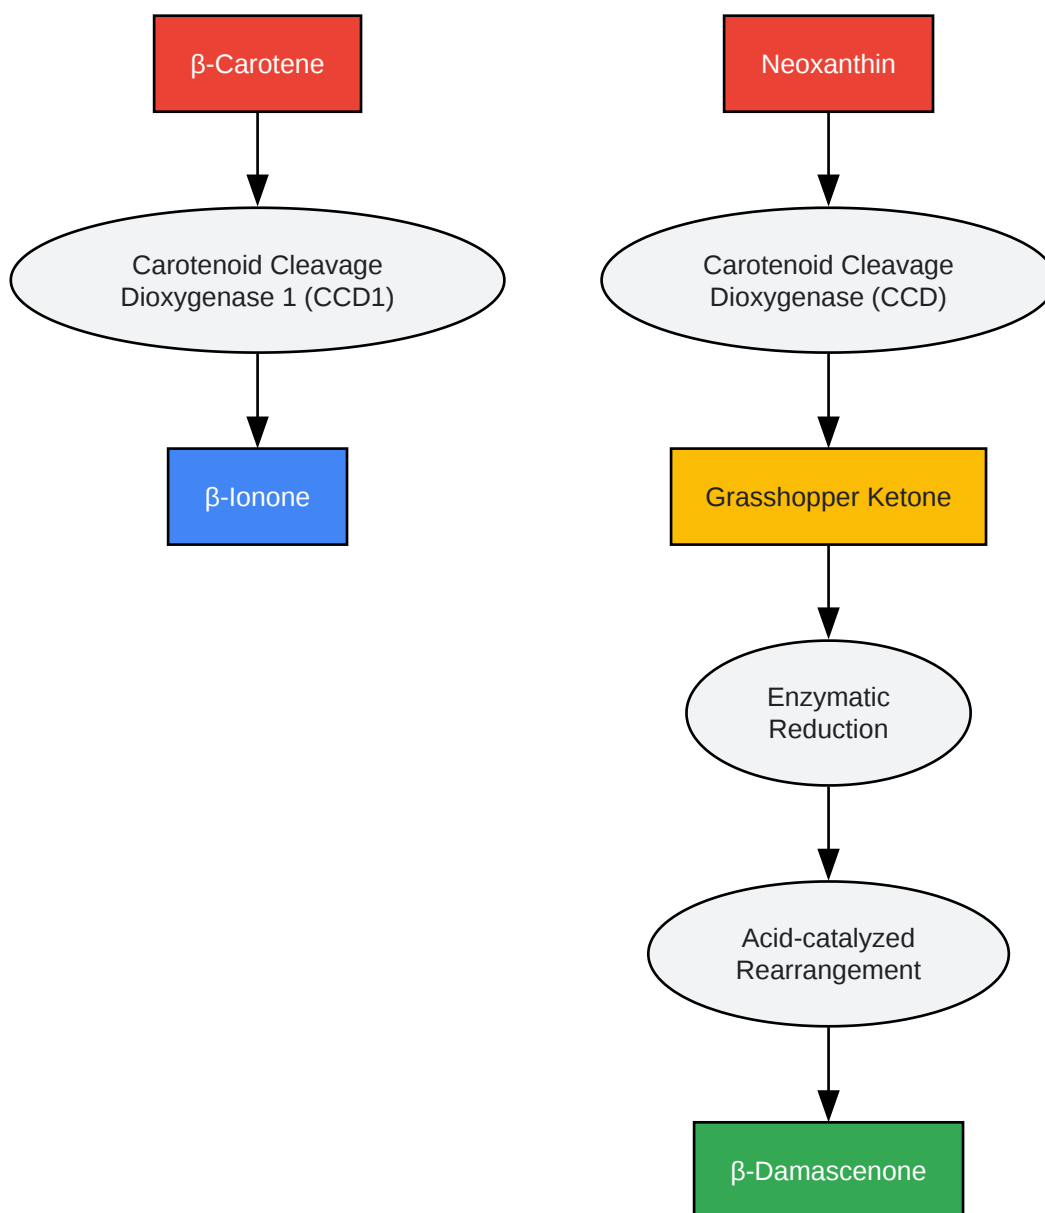 β-Carotene
Neoxanthin
Carotenoid Cleavage
Dioxygenase 1 (CCD1)
Carotenoid Cleavage
Dioxygenase (CCD)
β-Ionone
Grasshopper Ketone
Enzymatic
Reduction
Acid-catalyzed
Rearrangement
β-Damascenone